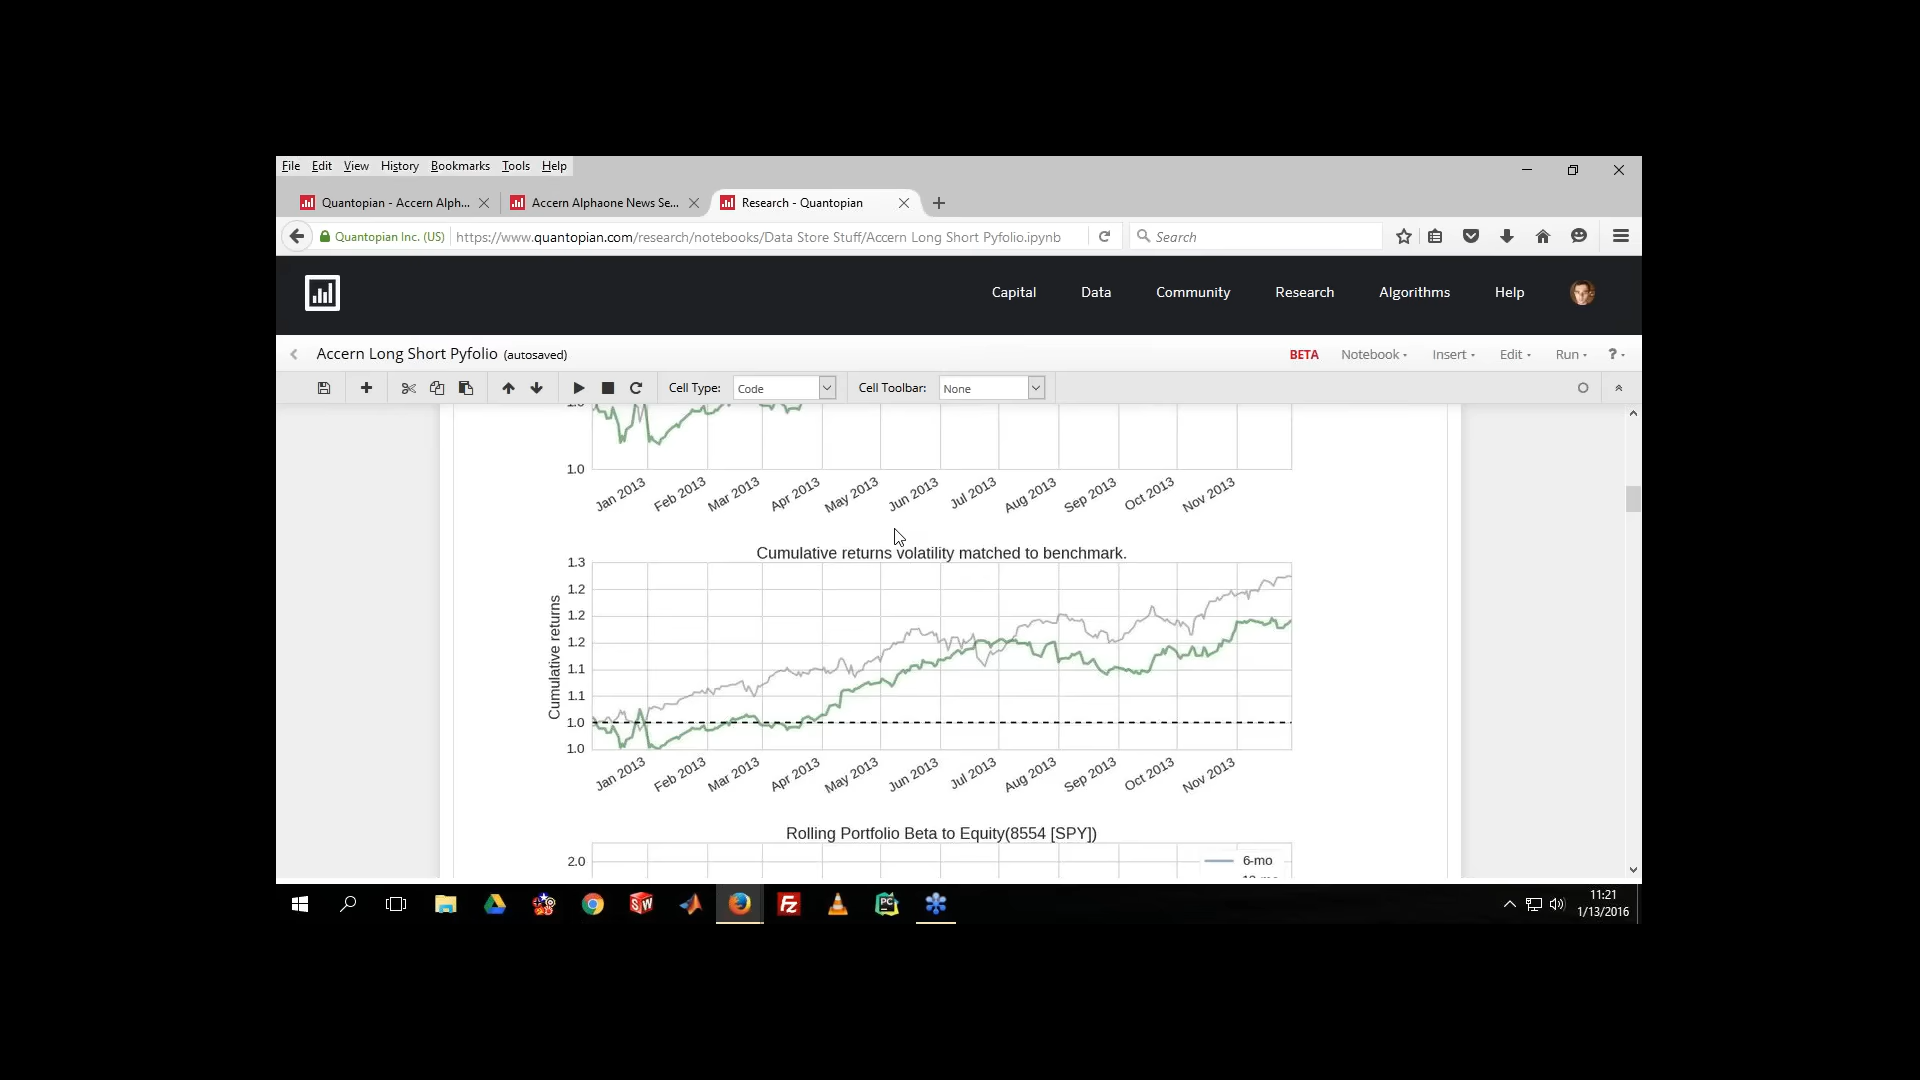 File Edit View History Bookmarks Tools Help
Quantopian - Accern Alph... Accern Alphaone News Se... Research - Quantopian
Quantopian Inc. (US) https://www.quantopian.com/research/notebooks/Data Store Stuff/Accern Long Short Pyfolio.ipynb Search
Capital Data Community Research Algorithms Help
Accern Long Short Pyfolio (autosaved) BETA Notebook Insert Edit Run ?
Cell Type: Code Cell Toolbar: None
1.0
Jan 2013 Feb 2013 Mar 2013 Apr 2013 May 2013 Jun 2013 Jul 2013 Aug 2013 Sep 2013 Oct 2013 Nov 2013
Cumulative returns volatility matched to benchmark.
1.3
1.2
1.2
1.2
1.1
1.1
1.0
1.0
Cumulative returns
Jan 2013 Feb 2013 Mar 2013 Apr 2013 May 2013 Jun 2013 Jul 2013 Aug 2013 Sep 2013 Oct 2013 Nov 2013
Rolling Portfolio Beta to Equity(8554 [SPY])
2.0
6-mo
SW
Fz
PC
11:21
1/13/2016